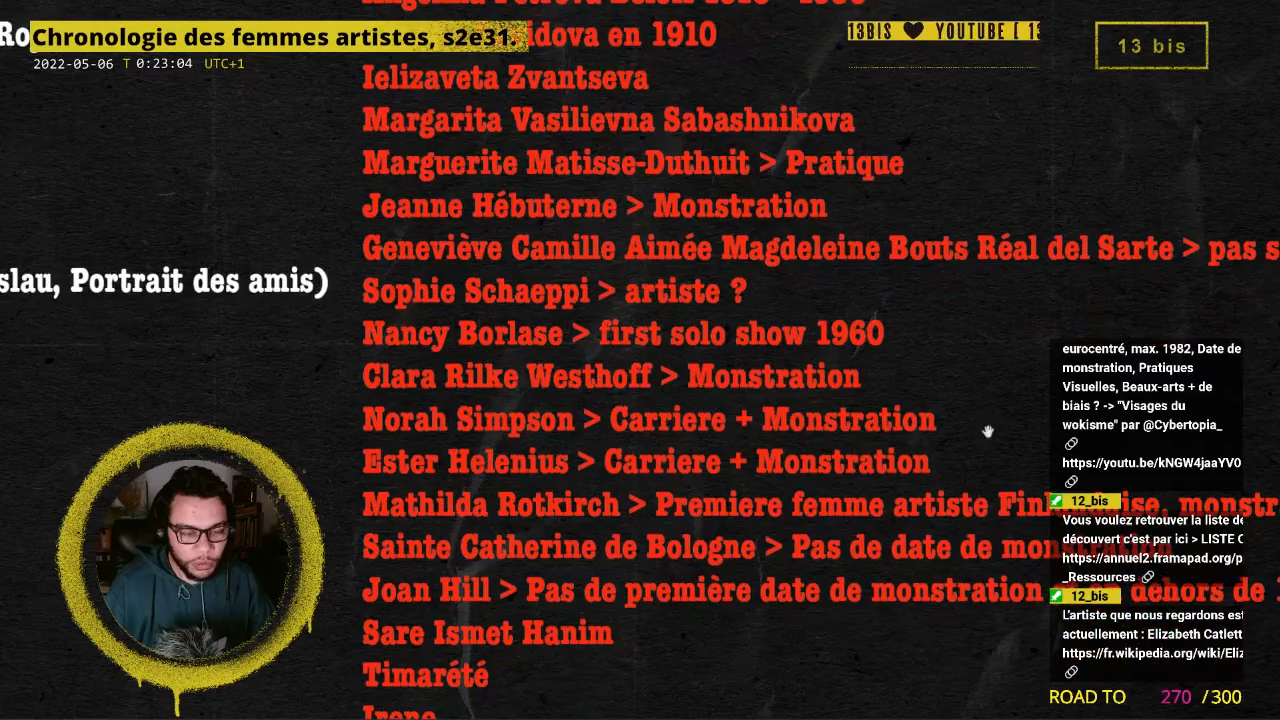 Chronologie des femmes artistes, s2e31.
2022-05-06 T 0:23:04 UTC+1
13BIS ♥ YOUTUBE [ 1
13 bis
idova en 1910
Ielizaveta Zvantseva
Margarita Vasilievna Sabashnikova
Marguerite Matisse-Duthuit > Pratique
Jeanne Hébuterne > Monstration
Geneviève Camille Aimée Magdeleine Bouts Réal del Sarte > pas s
slau, Portrait des amis)
Sophie Schaeppi > artiste ?
Nancy Borlase > first solo show 1960
Clara Rilke Westhoff > Monstration
Norah Simpson > Carriere + Monstration
Ester Helenius > Carriere + Monstration
Mathilda Rotkirch > Premiere femme artiste Finlandaise, monstr
Sainte Catherine de Bologne > Pas de date de monstration
Joan Hill > Pas de première date de monstration dehors de
Sare Ismet Hanim
Timarété
Irene
eurocentré, max. 1982, Date de
monstration, Pratiques
Visuelles, Beaux-arts + de
biais ? -> "Visages du
wokisme" par @Cybertopia_
https://youtu.be/kNGW4jaaYV0
12_bis
Vous voulez retrouver la liste de
découvert c'est par ici > LISTE C
https://annuel2.framapad.org/p
_Ressources
12_bis
L'artiste que nous regardons est
actuellement : Elizabeth Catlett
https://fr.wikipedia.org/wiki/Eliz
ROAD TO 270 / 300